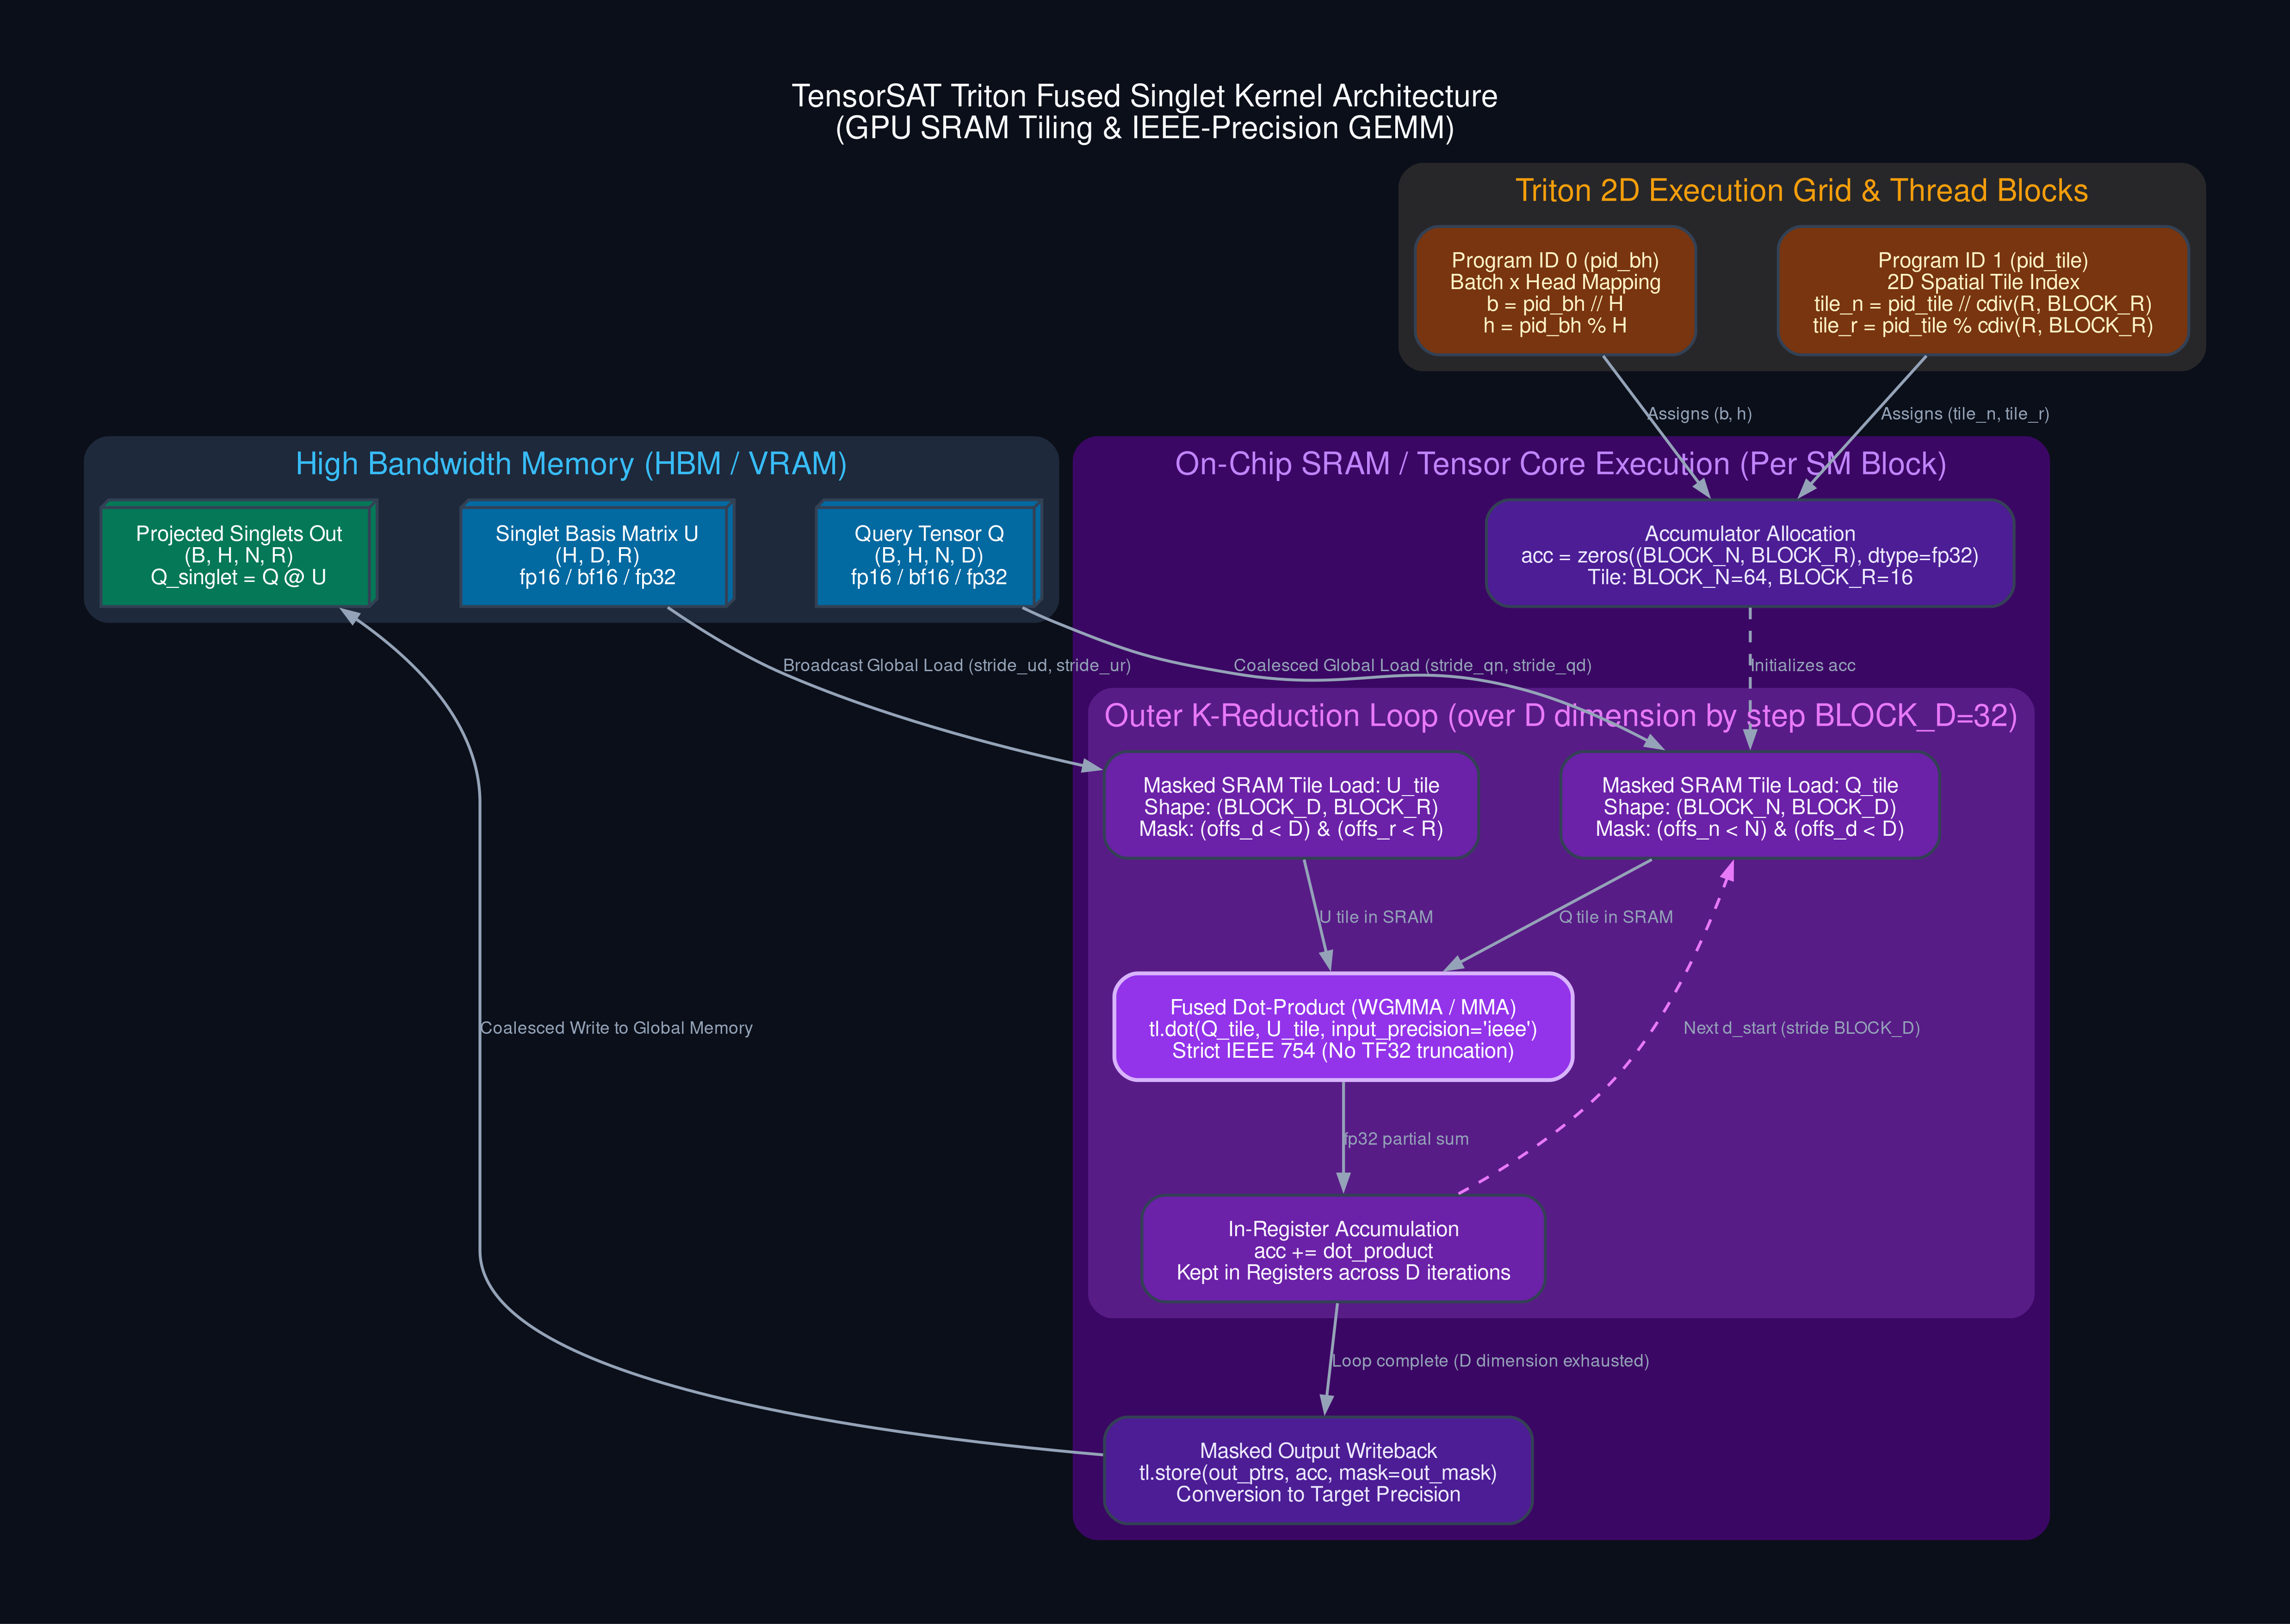 TensorSAT Triton Fused Singlet Kernel Architecture
(GPU SRAM Tiling & IEEE-Precision GEMM)
Triton 2D Execution Grid & Thread Blocks
Program ID 0 (pid_bh)
Batch x Head Mapping
b = pid_bh // H
h = pid_bh % H
Program ID 1 (pid_tile)
2D Spatial Tile Index
tile_n = pid_tile // cdiv(R, BLOCK_R)
tile_r = pid_tile % cdiv(R, BLOCK_R)
Assigns (b, h)
Assigns (tile_n, tile_r)
High Bandwidth Memory (HBM / VRAM)
Projected Singlets Out
(B, H, N, R)
Q_singlet = Q @ U
Singlet Basis Matrix U
(H, D, R)
fp16 / bf16 / fp32
Query Tensor Q
(B, H, N, D)
fp16 / bf16 / fp32
On-Chip SRAM / Tensor Core Execution (Per SM Block)
Accumulator Allocation
acc = zeros((BLOCK_N, BLOCK_R), dtype=fp32)
Tile: BLOCK_N=64, BLOCK_R=16
Broadcast Global Load (stride_ud, stride_ur)
Coalesced Global Load (stride_qn, stride_qd)
Initializes acc
Outer K-Reduction Loop (over D dimension by step BLOCK_D=32)
Masked SRAM Tile Load: U_tile
Shape: (BLOCK_D, BLOCK_R)
Mask: (offs_d < D) & (offs_r < R)
Masked SRAM Tile Load: Q_tile
Shape: (BLOCK_N, BLOCK_D)
Mask: (offs_n < N) & (offs_d < D)
U tile in SRAM
Q tile in SRAM
Fused Dot-Product (WGMMA / MMA)
tl.dot(Q_tile, U_tile, input_precision='ieee')
Strict IEEE 754 (No TF32 truncation)
Next d_start (stride BLOCK_D)
Coalesced Write to Global Memory
fp32 partial sum
In-Register Accumulation
acc += dot_product
Kept in Registers across D iterations
Loop complete (D dimension exhausted)
Masked Output Writeback
tl.store(out_ptrs, acc, mask=out_mask)
Conversion to Target Precision